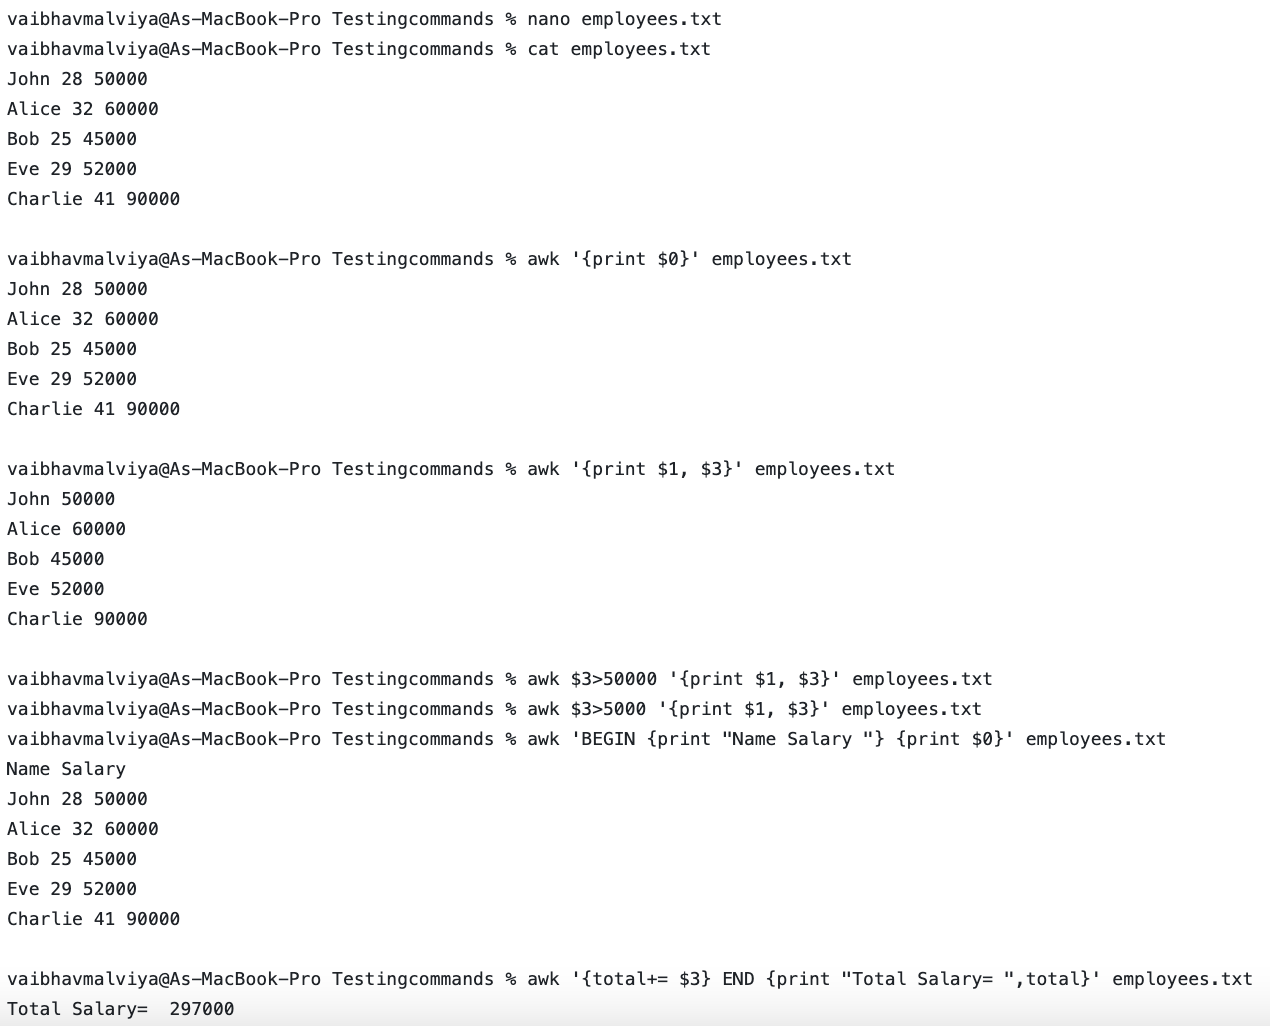 vaibhavmalviya@As-MacBook-Pro Testingcommands % nano employees.txt
vaibhavmalviya@As-MacBook-Pro Testingcommands % cat employees.txt
John 28 50000
Alice 32 60000
Bob 25 45000
Eve 29 52000
Charlie 41 90000
vaibhavmalviya@As-MacBook-Pro Testingcommands % awk '{print $0}' employees.txt
John 28 50000
Alice 32 60000
Bob 25 45000
Eve 29 52000
Charlie 41 90000
vaibhavmalviya@As-MacBook-Pro Testingcommands % awk '{print $1, $3}' employees.txt
John 50000
Alice 60000
Bob 45000
Eve 52000
Charlie 90000
vaibhavmalviya@As-MacBook-Pro Testingcommands % awk $3>50000 '{print $1, $3}' employees.txt
vaibhavmalviya@As-MacBook-Pro Testingcommands % awk $3>5000 '{print $1, $3}' employees.txt
vaibhavmalviya@As-MacBook-Pro Testingcommands % awk 'BEGIN {print "Name Salary "} {print $0}' employees.txt
Name Salary
John 28 50000
Alice 32 60000
Bob 25 45000
Eve 29 52000
Charlie 41 90000
vaibhavmalviya@As-MacBook-Pro Testingcommands % awk '{total+= $3} END {print "Total Salary= ",total}' employees.txt
Total Salary=  297000